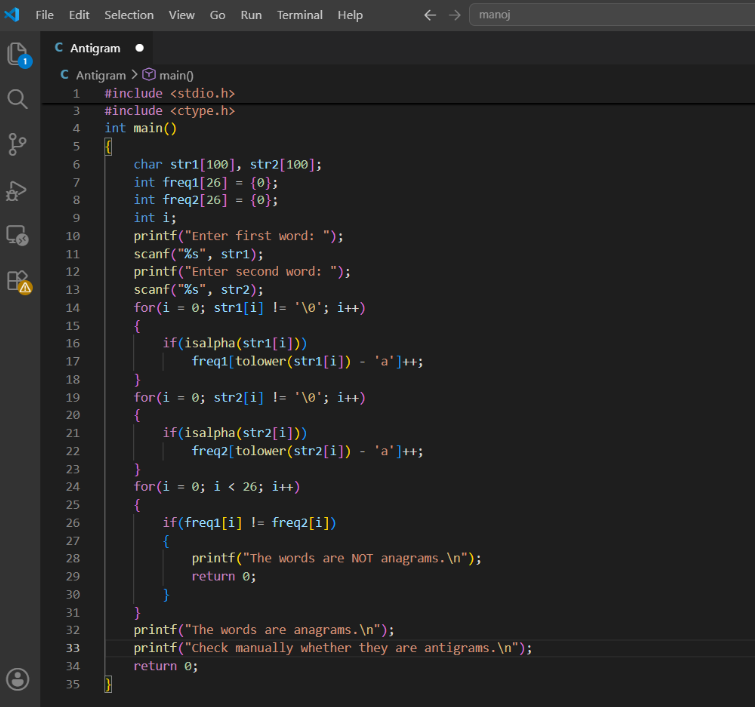 File Edit Selection View Go Run Terminal Help manoj
C Antigram
1
C Antigram > main()
1 #include <stdio.h>
3 #include <ctype.h>
4 int main()
5 {
6     char str1[100], str2[100];
7     int freq1[26] = {0};
8     int freq2[26] = {0};
9     int i;
10     printf("Enter first word: ");
11     scanf("%s", str1);
12     printf("Enter second word: ");
13     scanf("%s", str2);
14     for(i = 0; str1[i] != '\0'; i++)
15     {
16         if(isalpha(str1[i]))
17             freq1[tolower(str1[i]) - 'a']++;
18     }
19     for(i = 0; str2[i] != '\0'; i++)
20     {
21         if(isalpha(str2[i]))
22             freq2[tolower(str2[i]) - 'a']++;
23     }
24     for(i = 0; i < 26; i++)
25     {
26         if(freq1[i] != freq2[i])
27         {
28             printf("The words are NOT anagrams.\n");
29             return 0;
30         }
31     }
32     printf("The words are anagrams.\n");
33     printf("Check manually whether they are antigrams.\n");
34     return 0;
35 }